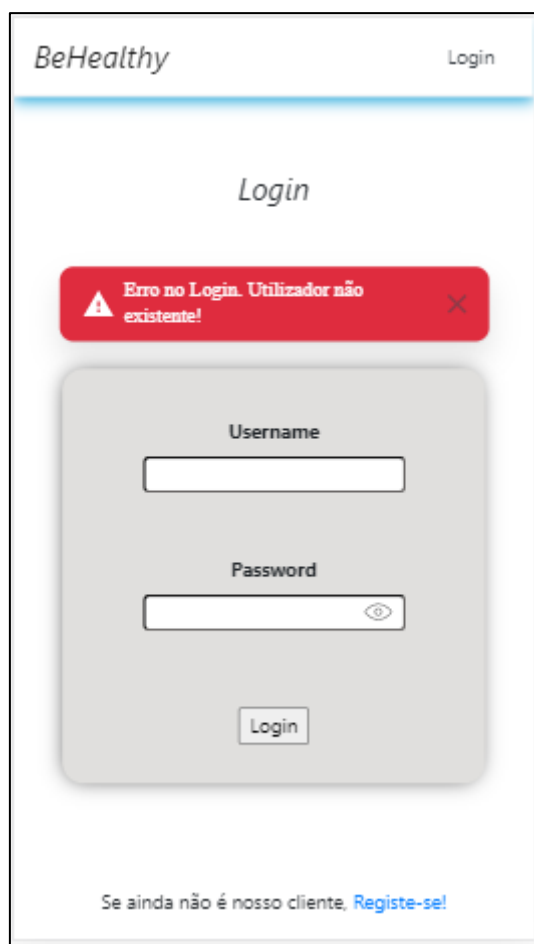 BeHealthy
Login
Login
Erro no Login. Utilizador não
existente!
Username
Password
Login
Se ainda não é nosso cliente, Registe-se!